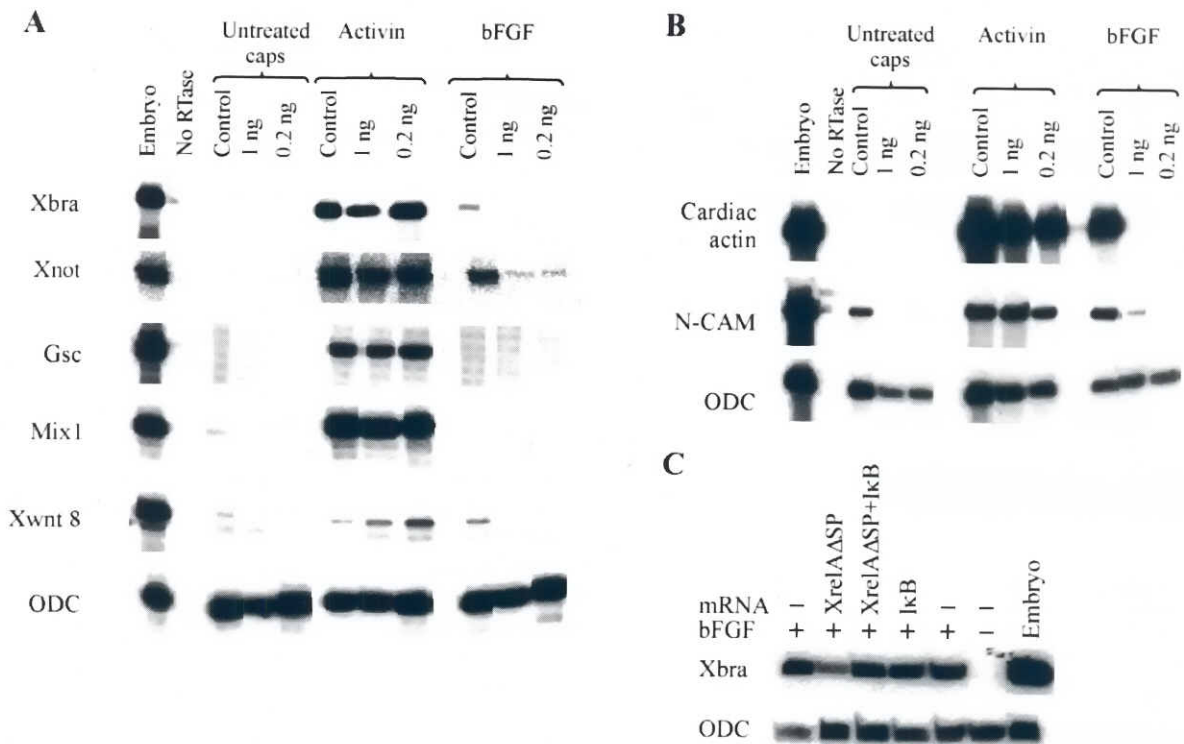 A
Untreated caps
Activin
bFGF
Embryo
No RTase
Control
1 ng
0.2 ng
Control
1 ng
0.2 ng
Control
1 ng
0.2 ng
Xbra
Xnot
Gsc
Mix1
Xwnt 8
ODC
B
Untreated caps
Activin
bFGF
Embryo
No RTase
Control
1 ng
0.2 ng
Control
1 ng
0.2 ng
Control
1 ng
0.2 ng
Cardiac
actin
N-CAM
ODC
C
mRNA – XrelAΔSP XrelAΔSP+IκB IκB – – Embryo
bFGF + + + + + –
Xbra
ODC